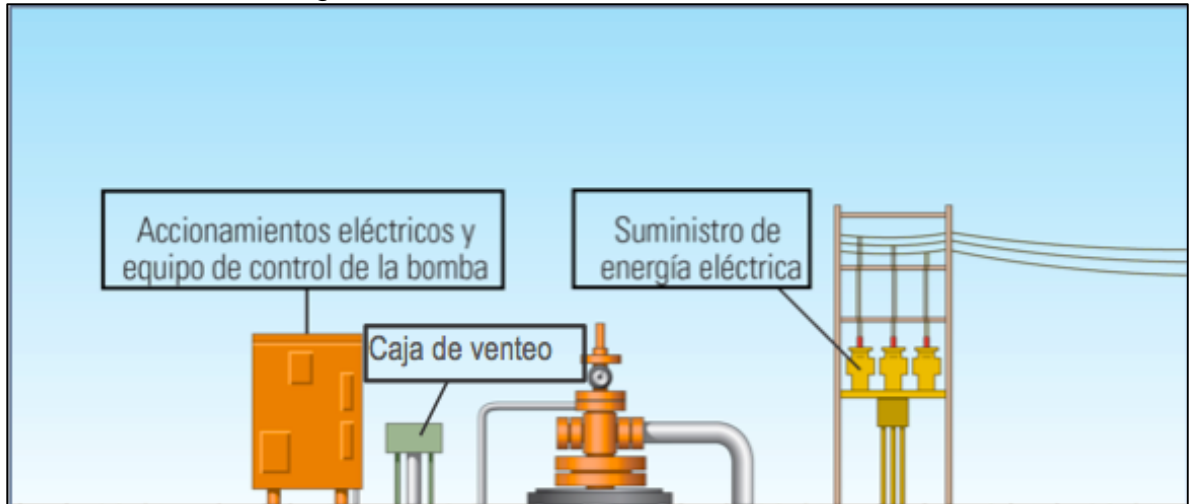 Accionamientos eléctricos y
equipo de control de la bomba
Suministro de
energía eléctrica
Caja de venteo